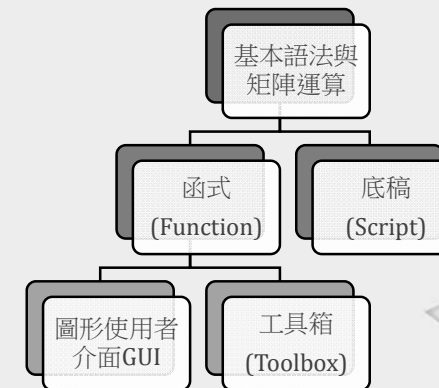 基本語法與
矩陣運算
函式
(Function)
底稿
(Script)
圖形使用者
介面GUI
工具箱
(Toolbox)